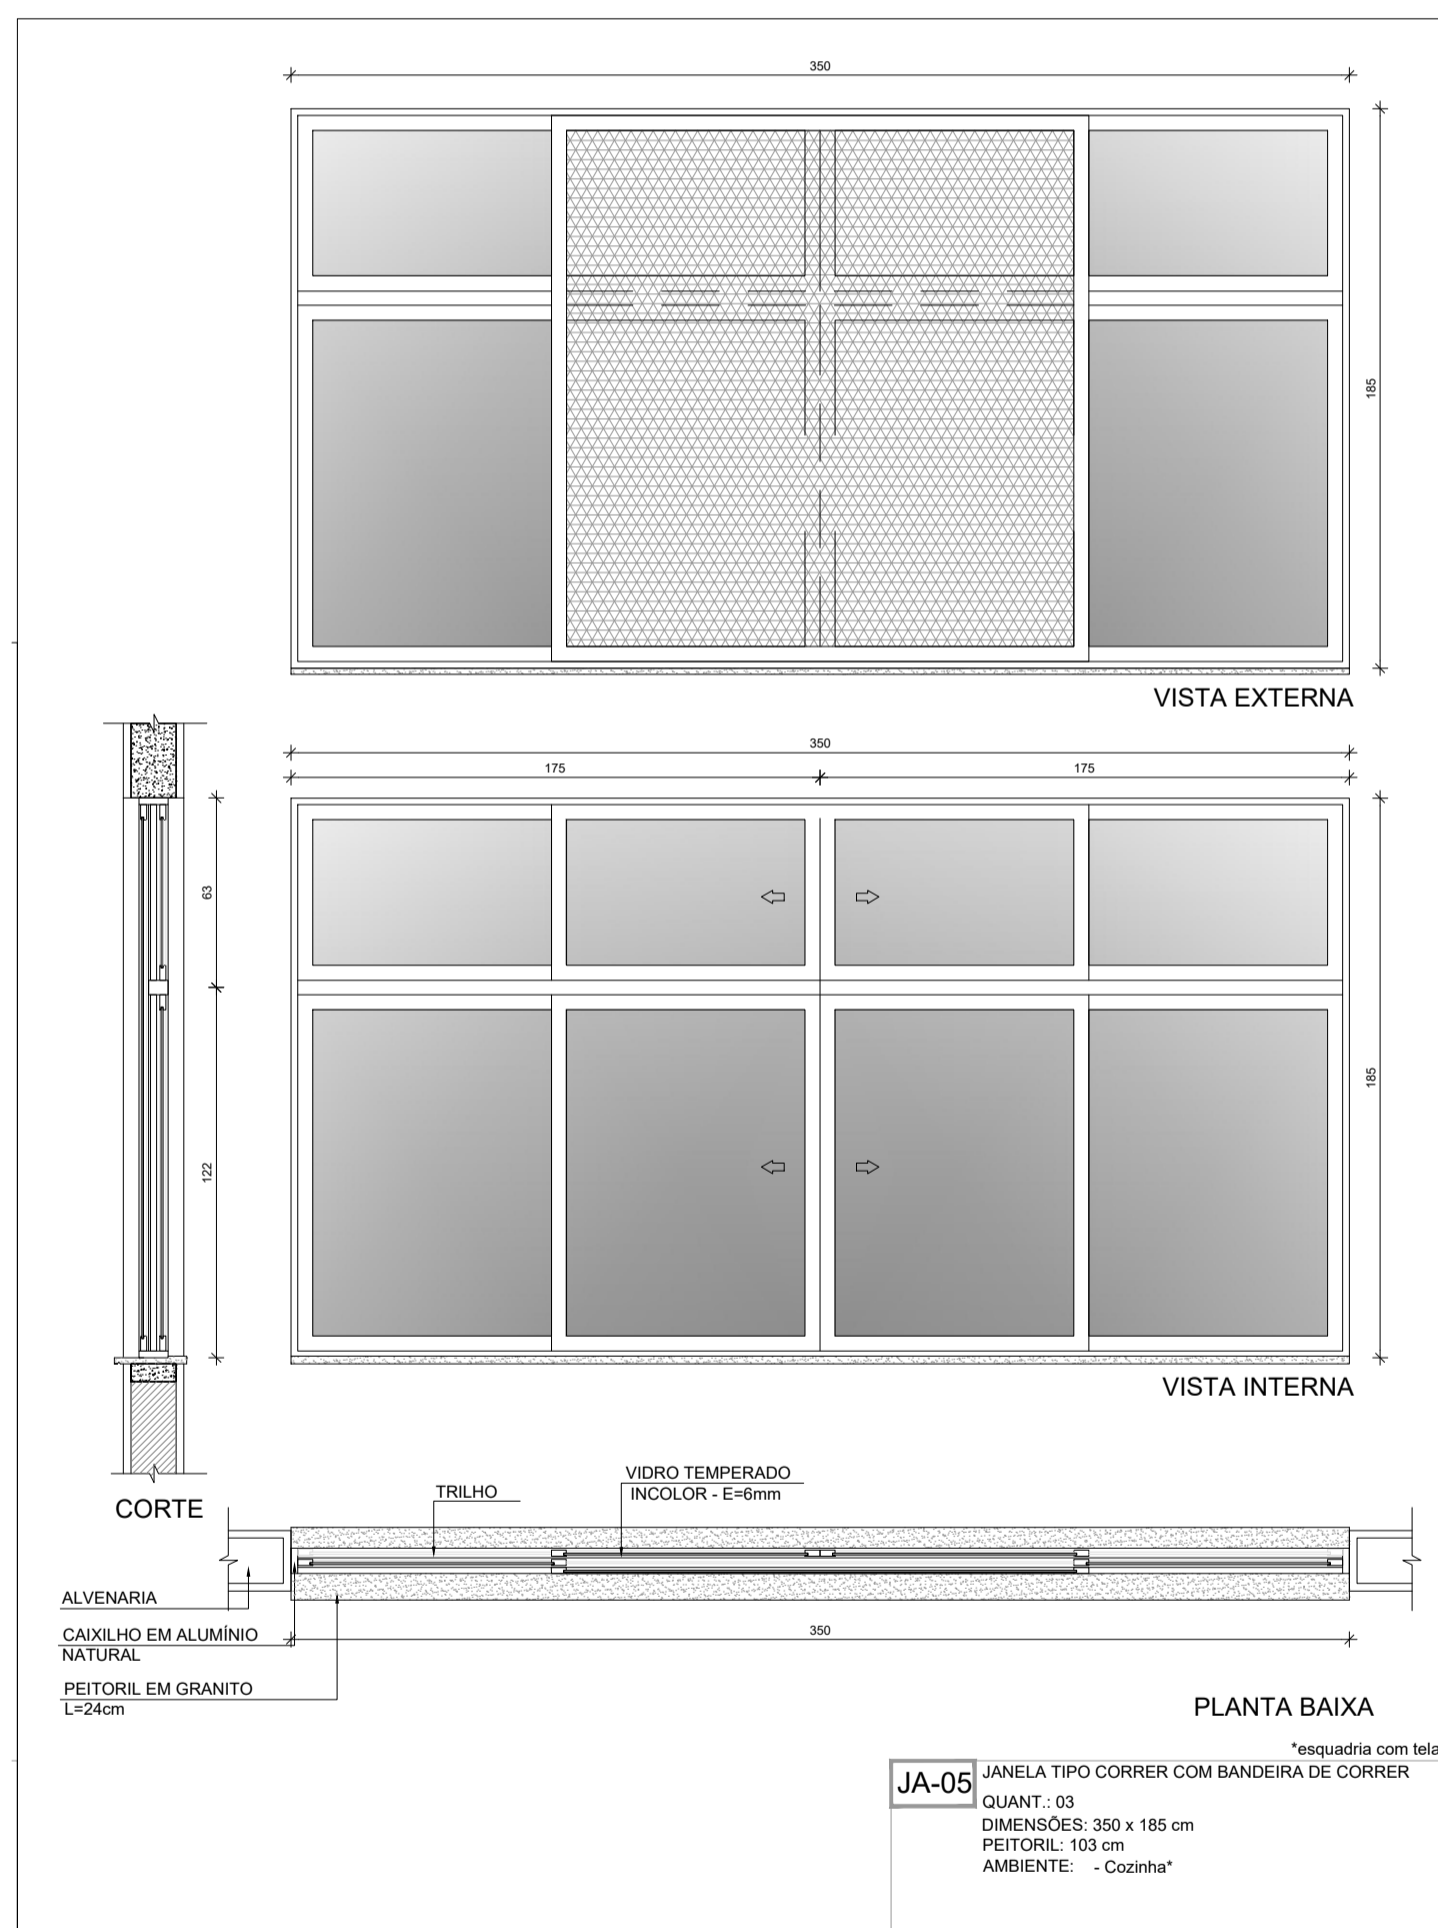 350
185
VISTA EXTERNA
350
175
175
63
122
185
VISTA INTERNA
CORTE
TRILHO
VIDRO TEMPERADO
INCOLOR - E=6mm
ALVENARIA
CAIXILHO EM ALUMÍNIO
NATURAL
350
PEITORIL EM GRANITO
L=24cm
PLANTA BAIXA
*esquadria com tela
JA-05
JANELA TIPO CORRER COM BANDEIRA DE CORRER
QUANT.: 03
DIMENSÕES: 350 x 185 cm
PEITORIL: 103 cm
AMBIENTE: - Cozinha*